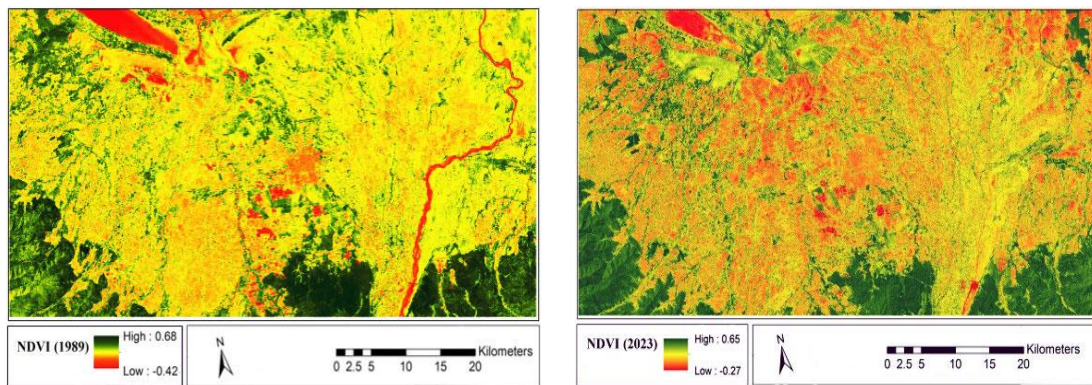 NDVI (1989)
High : 0.68
Low : -0.42
N
Kilometers
0 2.5 5 10 15 20
NDVI (2023)
High : 0.65
Low : -0.27
N
Kilometers
0 2.5 5 10 15 20